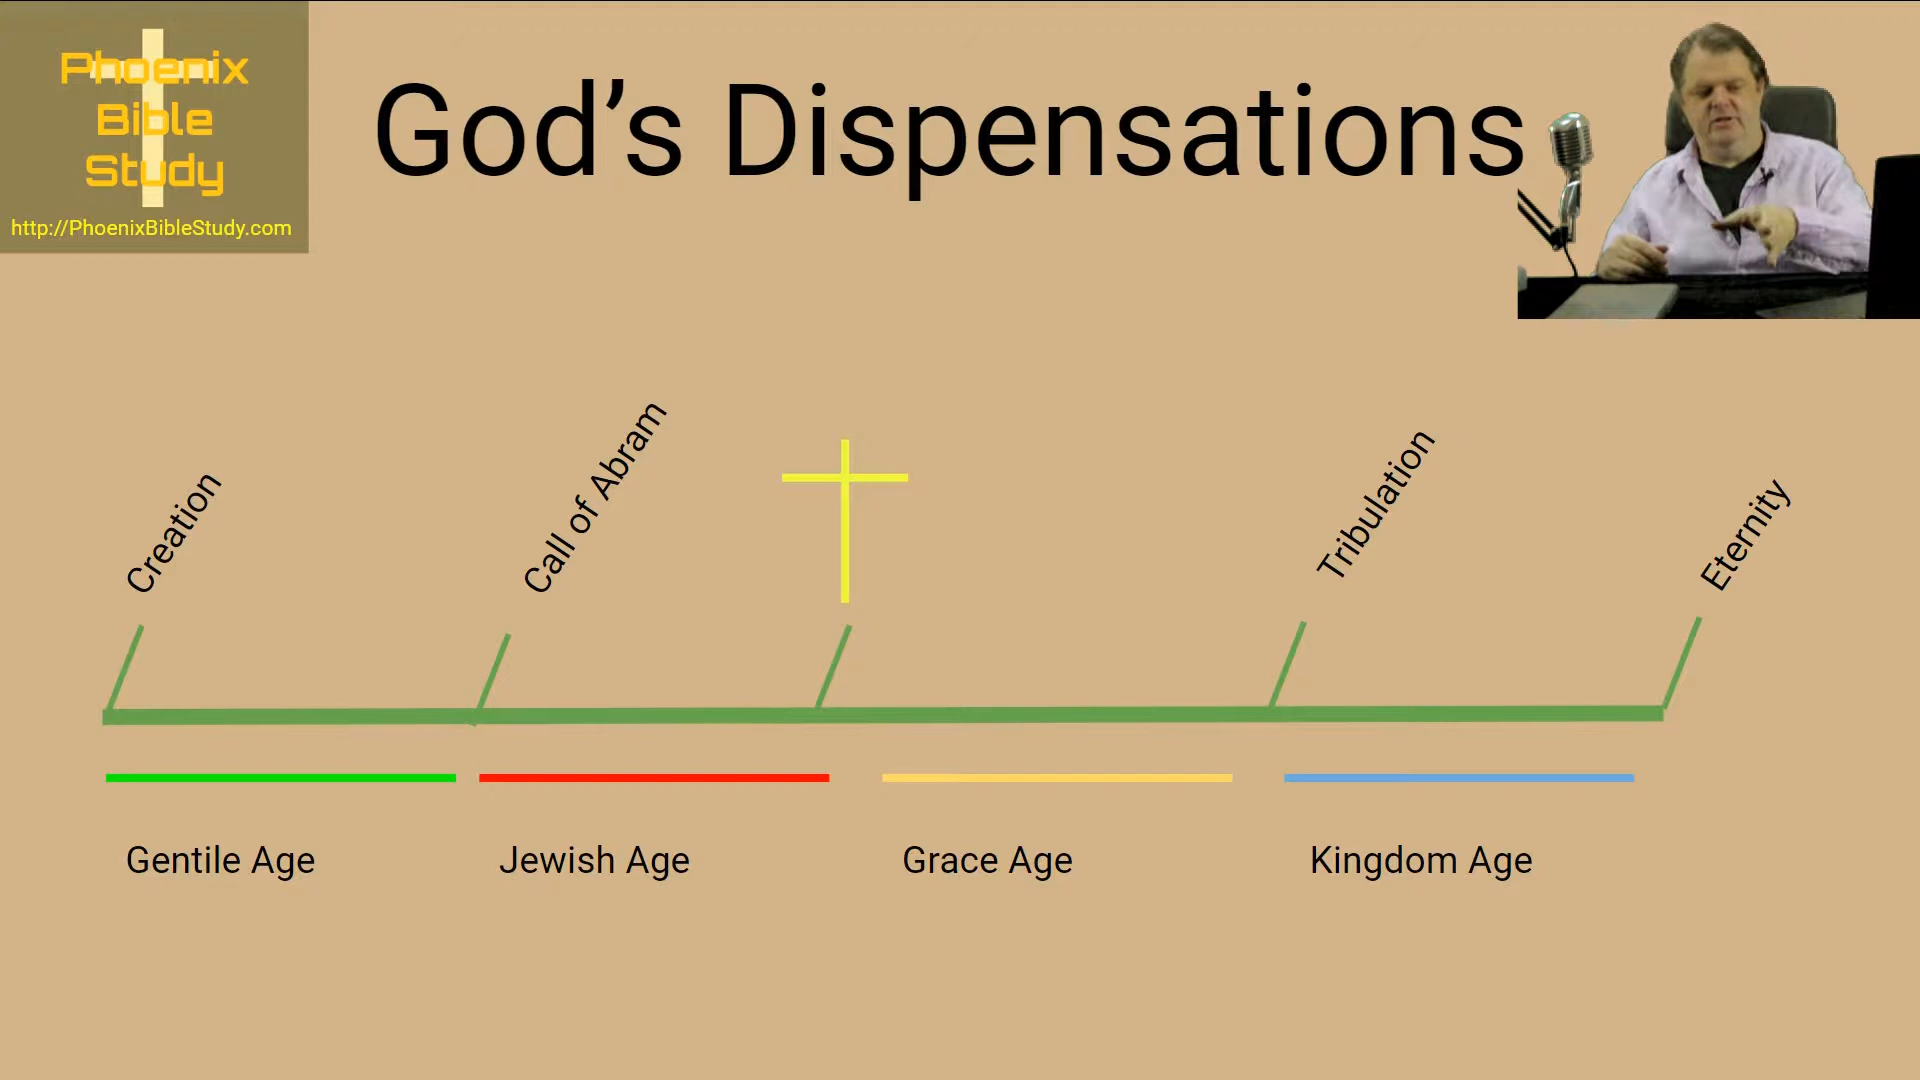 Phoenix
Bible
Study
http://PhoenixBibleStudy.com
God’s Dispensations
Creation
Call of Abram
Tribulation
Eternity
Gentile Age
Jewish Age
Grace Age
Kingdom Age